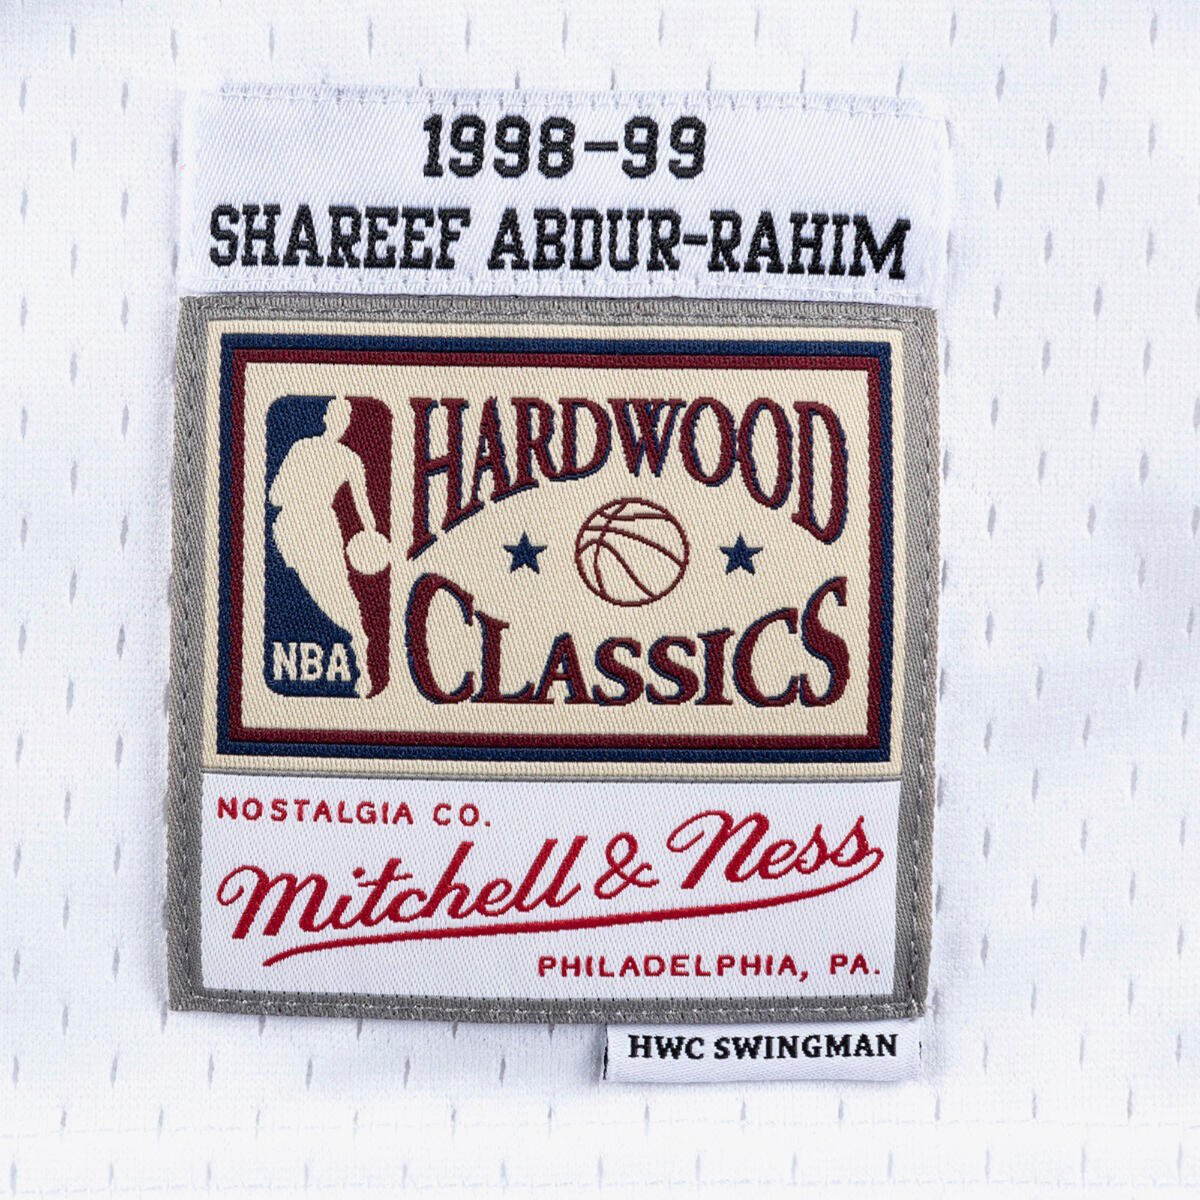 1998-99
SHAREEF ABDUR-RAHIM
HARDWOOD
CLASSICS
NBA
NOSTALGIA CO.
Mitchell & Ness
PHILADELPHIA, PA.
HWC SWINGMAN